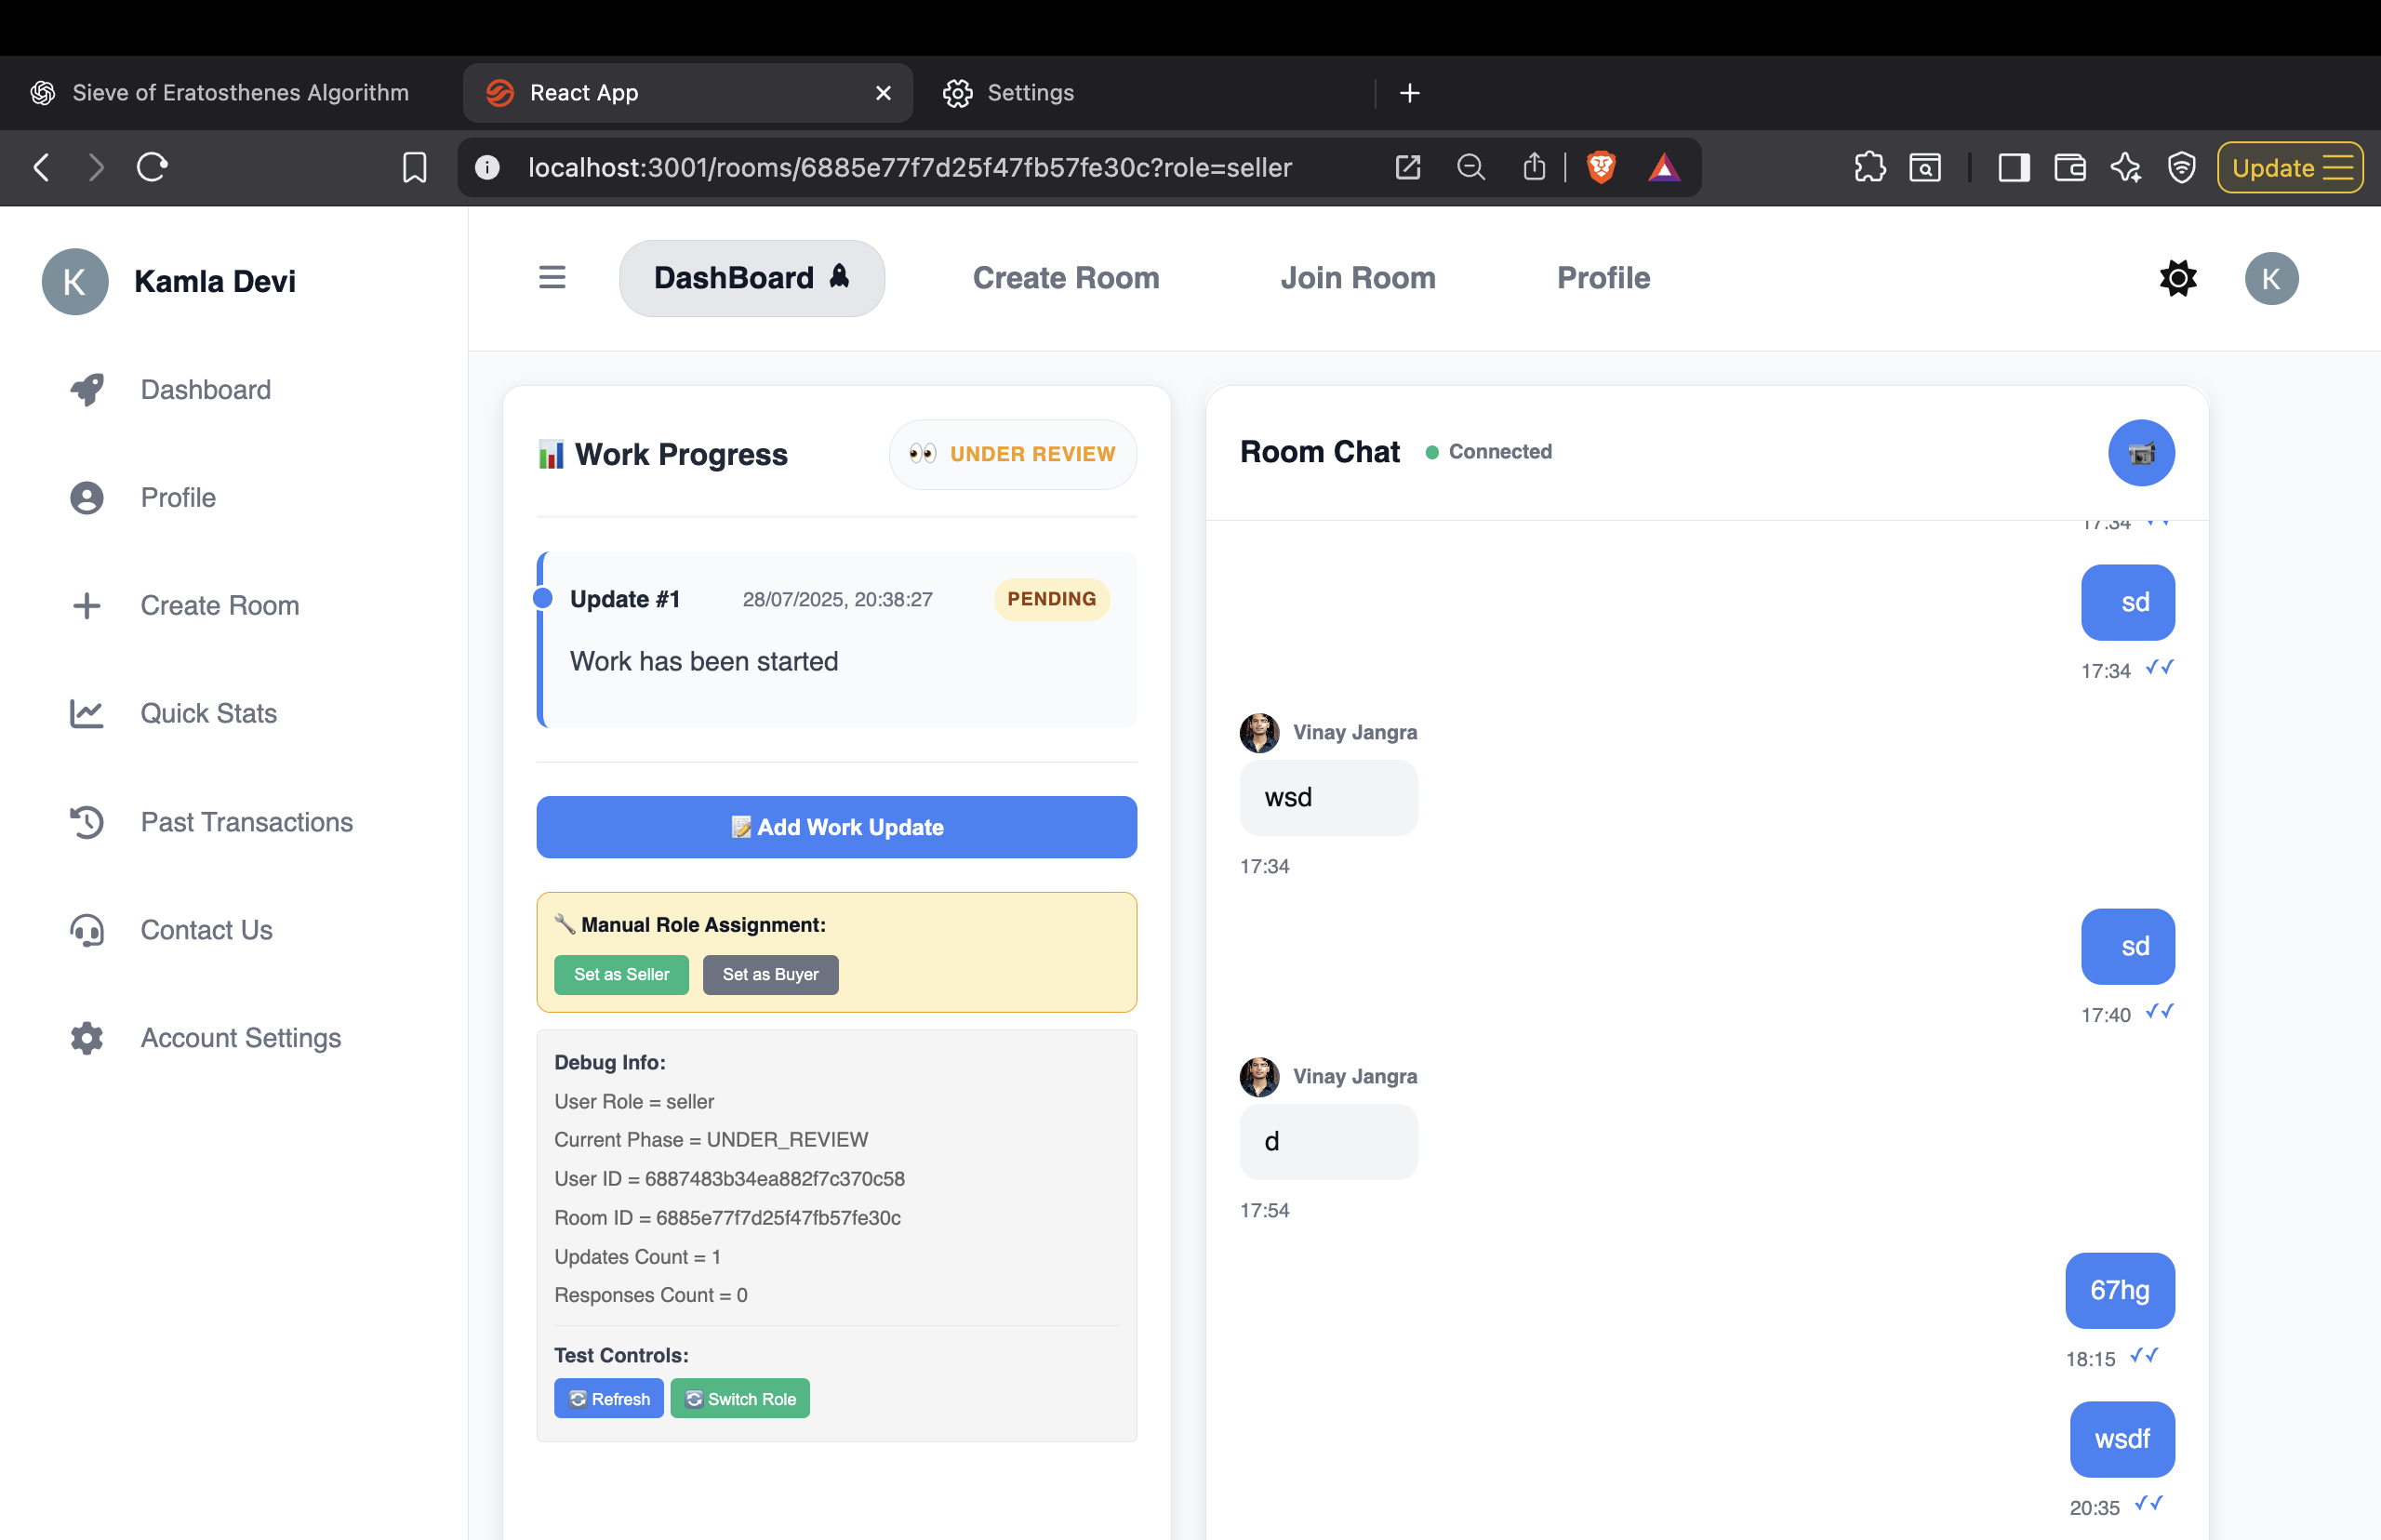 Sieve of Eratosthenes Algorithm
React App
Settings
localhost:3001/rooms/6885e77f7d25f47fb57fe30c?role=seller
Update
K
Kamla Devi
Dashboard
Profile
Create Room
Quick Stats
Past Transactions
Contact Us
Account Settings
DashBoard
Create Room
Join Room
Profile
K
Work Progress
UNDER REVIEW
Update #1
28/07/2025, 20:38:27
PENDING
Work has been started
Add Work Update
Manual Role Assignment:
Set as Seller
Set as Buyer
Debug Info:
User Role = seller
Current Phase = UNDER_REVIEW
User ID = 6887483b34ea882f7c370c58
Room ID = 6885e77f7d25f47fb57fe30c
Updates Count = 1
Responses Count = 0
Test Controls:
Refresh
Switch Role
Room Chat
Connected
17:34
sd
17:34
Vinay Jangra
wsd
17:34
sd
17:40
Vinay Jangra
d
17:54
67hg
18:15
wsdf
20:35